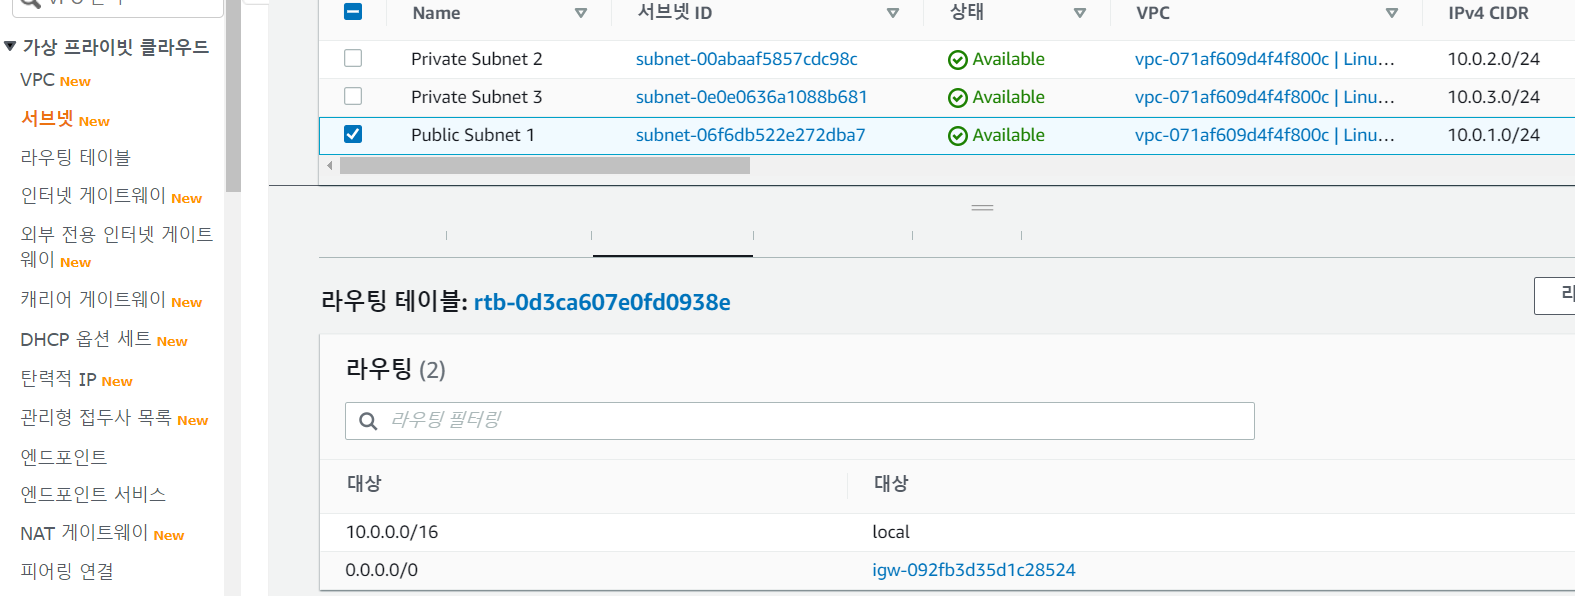 가상 프라이빗 클라우드
VPC New
서브넷 New
라우팅 테이블
인터넷 게이트웨이 New
외부 전용 인터넷 게이트
웨이 New
캐리어 게이트웨이 New
DHCP 옵션 세트 New
탄력적 IP New
관리형 접두사 목록 New
엔드포인트
엔드포인트 서비스
NAT 게이트웨이 New
피어링 연결
Name 서브넷 ID 상태 VPC IPv4 CIDR
Private Subnet 2 subnet-00abaaf5857cdc98c Available vpc-071af609d4f4f800c | Linu... 10.0.2.0/24
Private Subnet 3 subnet-0e0e0636a1088b681 Available vpc-071af609d4f4f800c | Linu... 10.0.3.0/24
Public Subnet 1 subnet-06f6db522e272dba7 Available vpc-071af609d4f4f800c | Linu... 10.0.1.0/24
라우팅 테이블: rtb-0d3ca607e0fd0938e
라우팅 (2)
라우팅 필터링
대상 대상
10.0.0.0/16 local
0.0.0.0/0 igw-092fb3d35d1c28524